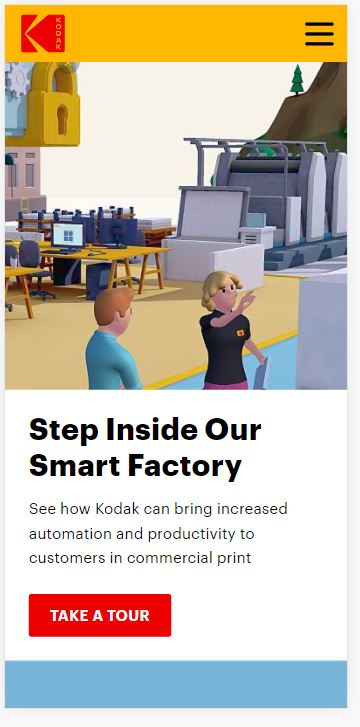 KODAK
Step Inside Our
Smart Factory
See how Kodak can bring increased
automation and productivity to
customers in commercial print
TAKE A TOUR